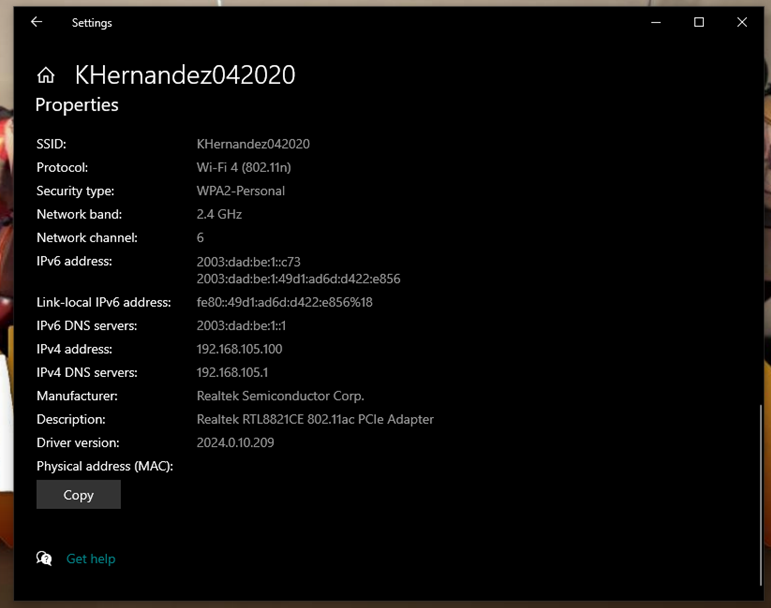 Settings
KHernandez042020
Properties
SSID: KHernandez042020
Protocol: Wi-Fi 4 (802.11n)
Security type: WPA2-Personal
Network band: 2.4 GHz
Network channel: 6
IPv6 address: 2003:dad:be:1::c73
2003:dad:be:1:49d1:ad6d:d422:e856
Link-local IPv6 address: fe80::49d1:ad6d:d422:e856%18
IPv6 DNS servers: 2003:dad:be:1::1
IPv4 address: 192.168.105.100
IPv4 DNS servers: 192.168.105.1
Manufacturer: Realtek Semiconductor Corp.
Description: Realtek RTL8821CE 802.11ac PCIe Adapter
Driver version: 2024.0.10.209
Physical address (MAC):
Copy
Get help